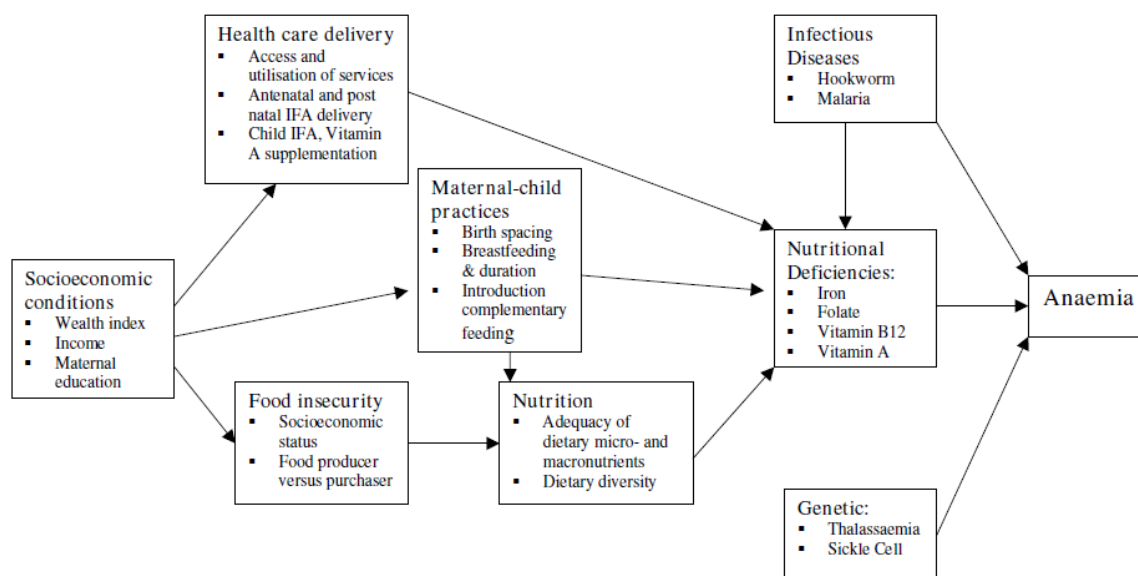 Health care delivery
▪ Access and
utilisation of services
▪ Antenatal and post
natal IFA delivery
▪ Child IFA, Vitamin
A supplementation
Infectious
Diseases
▪ Hookworm
▪ Malaria
Maternal-child
practices
▪ Birth spacing
▪ Breastfeeding
& duration
▪ Introduction
complementary
feeding
Socioeconomic
conditions
▪ Wealth index
▪ Income
▪ Maternal
education
Nutritional
Deficiencies:
▪ Iron
▪ Folate
▪ Vitamin B12
▪ Vitamin A
Anaemia
Food insecurity
▪ Socioeconomic
status
▪ Food producer
versus purchaser
Nutrition
▪ Adequacy of
dietary micro- and
macronutrients
▪ Dietary diversity
Genetic:
▪ Thalassaemia
▪ Sickle Cell